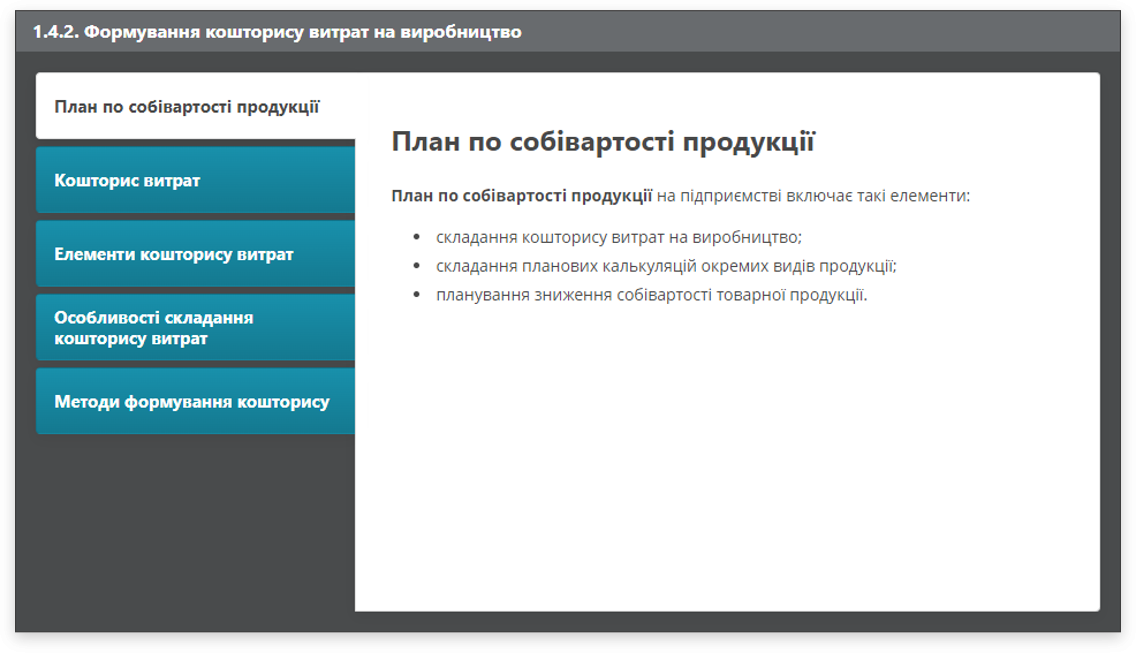 1.4.2. Формування кошторису витрат на виробництво
План по собівартості продукції
Кошторис витрат
Елементи кошторису витрат
Особливості складання
кошторису витрат
Методи формування кошторису
План по собівартості продукції
План по собівартості продукції на підприємстві включає такі елементи:
• складання кошторису витрат на виробництво;
• складання планових калькуляцій окремих видів продукції;
• планування зниження собівартості товарної продукції.